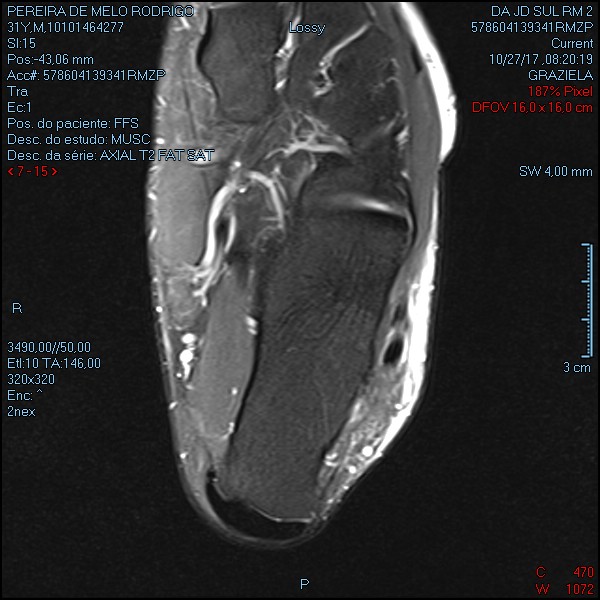 PEREIRA DE MELO RODRIGO
31Y,M,10101464277
Sl:15
Pos:-43,06 mm
Acc#: 578604139341RMZP
Tra
Ec:1
Pos. do paciente: FFS
Desc. do estudo: MUSC
Desc. da série: AXIAL T2 FAT SAT
< 7 - 15 >
Lossy
DA JD SUL RM 2
578604139341RMZP
Current
10/27/17 ,08:20:19
GRAZIELA
187% Pixel
DFOV 16,0 x 16,0 cm
SW 4,00 mm
R
3 cm
3490,00//50,00
Etl:10 TA:146,00
320x320
Enc: ^
2nex
P
C 470
W 1072